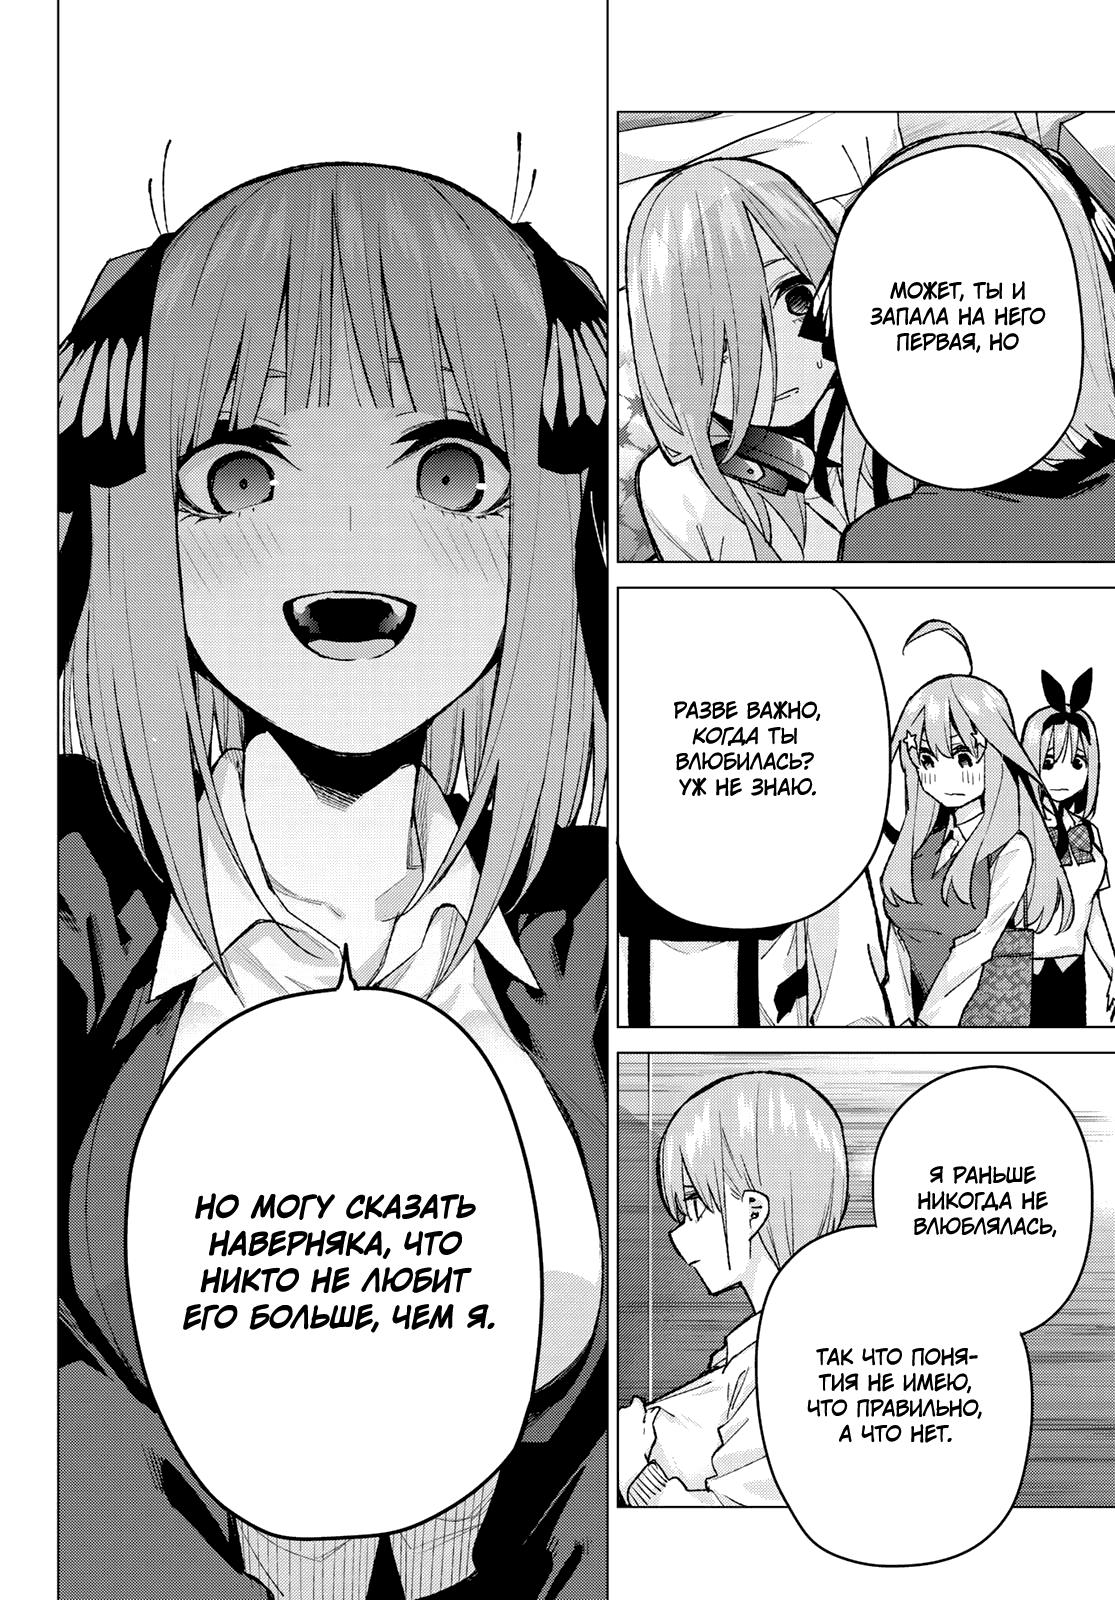 МОЖЕТ, ТЫ И
ЗАПАЛА НА НЕГО
ПЕРВАЯ, НО
РАЗВЕ ВАЖНО,
КОГДА ТЫ
ВЛЮБИЛАСЬ?
УЖ НЕ ЗНАЮ.
Я РАНЬШЕ
НИКОГДА НЕ
ВЛЮБЛЯЛАСЬ,
ТАК ЧТО ПОНЯ-
ТИЯ НЕ ИМЕЮ,
ЧТО ПРАВИЛЬНО,
А ЧТО НЕТ.
НО МОГУ СКАЗАТЬ
НАВЕРНЯКА, ЧТО
НИКТО НЕ ЛЮБИТ
ЕГО БОЛЬШЕ, ЧЕМ Я.